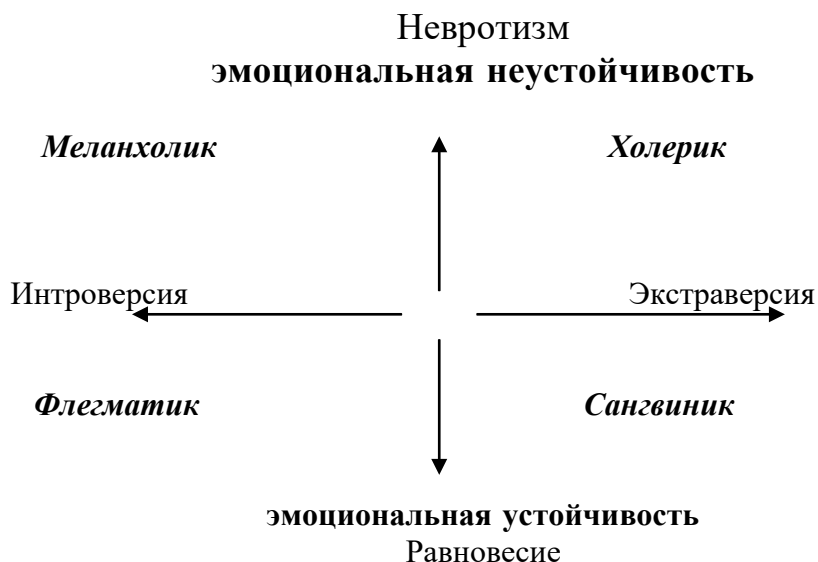 Невротизм
эмоциональная неустойчивость
Меланхолик
Холерик
Интроверсия
Экстраверсия
Флегматик
Сангвиник
эмоциональная устойчивость
Равновесие